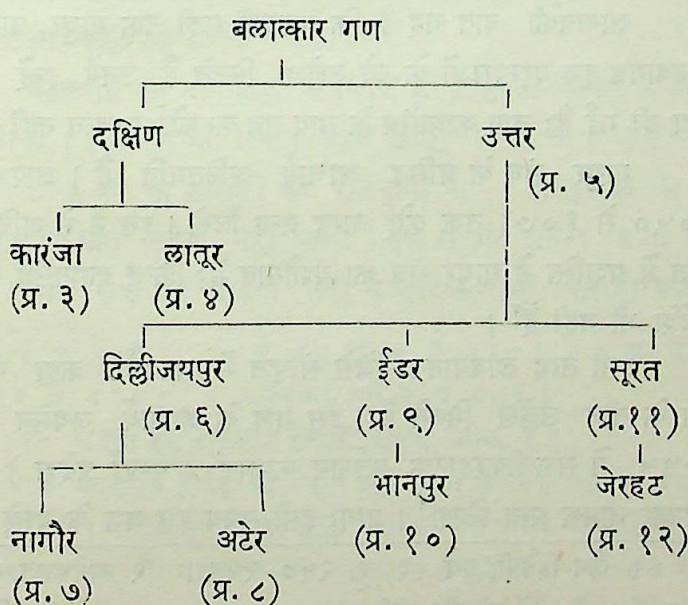 बलात्कार गण
दक्षिण उत्तर
(प्र. ५)
कारंजा लातूर
(प्र. ३) (प्र. ४)
दिल्लीजयपुर ईडर सूरत
(प्र. ६) (प्र. ९) (प्र.११)
भानपुर जेरहट
नागौर अटेर (प्र. १०) (प्र. १२)
(प्र. ७) (प्र. ८)